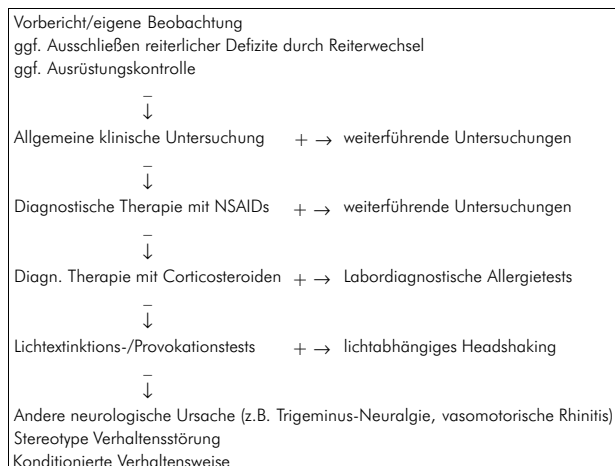 Vorbericht/eigene Beobachtung
ggf. Ausschließen reiterlicher Defizite durch Reiterwechsel
ggf. Ausrüstungskontrolle
–
↓
Allgemeine klinische Untersuchung + → weiterführende Untersuchungen
–
↓
Diagnostische Therapie mit NSAIDs + → weiterführende Untersuchungen
–
↓
Diagn. Therapie mit Corticosteroiden + → Labordiagnostische Allergietests
–
↓
Lichtextinktions-/Provokationstests + → lichtabhängiges Headshaking
–
↓
Andere neurologische Ursache (z.B. Trigeminus-Neuralgie, vasomotorische Rhinitis)
Stereotype Verhaltensstörung
Konditionierte Verhaltensweise